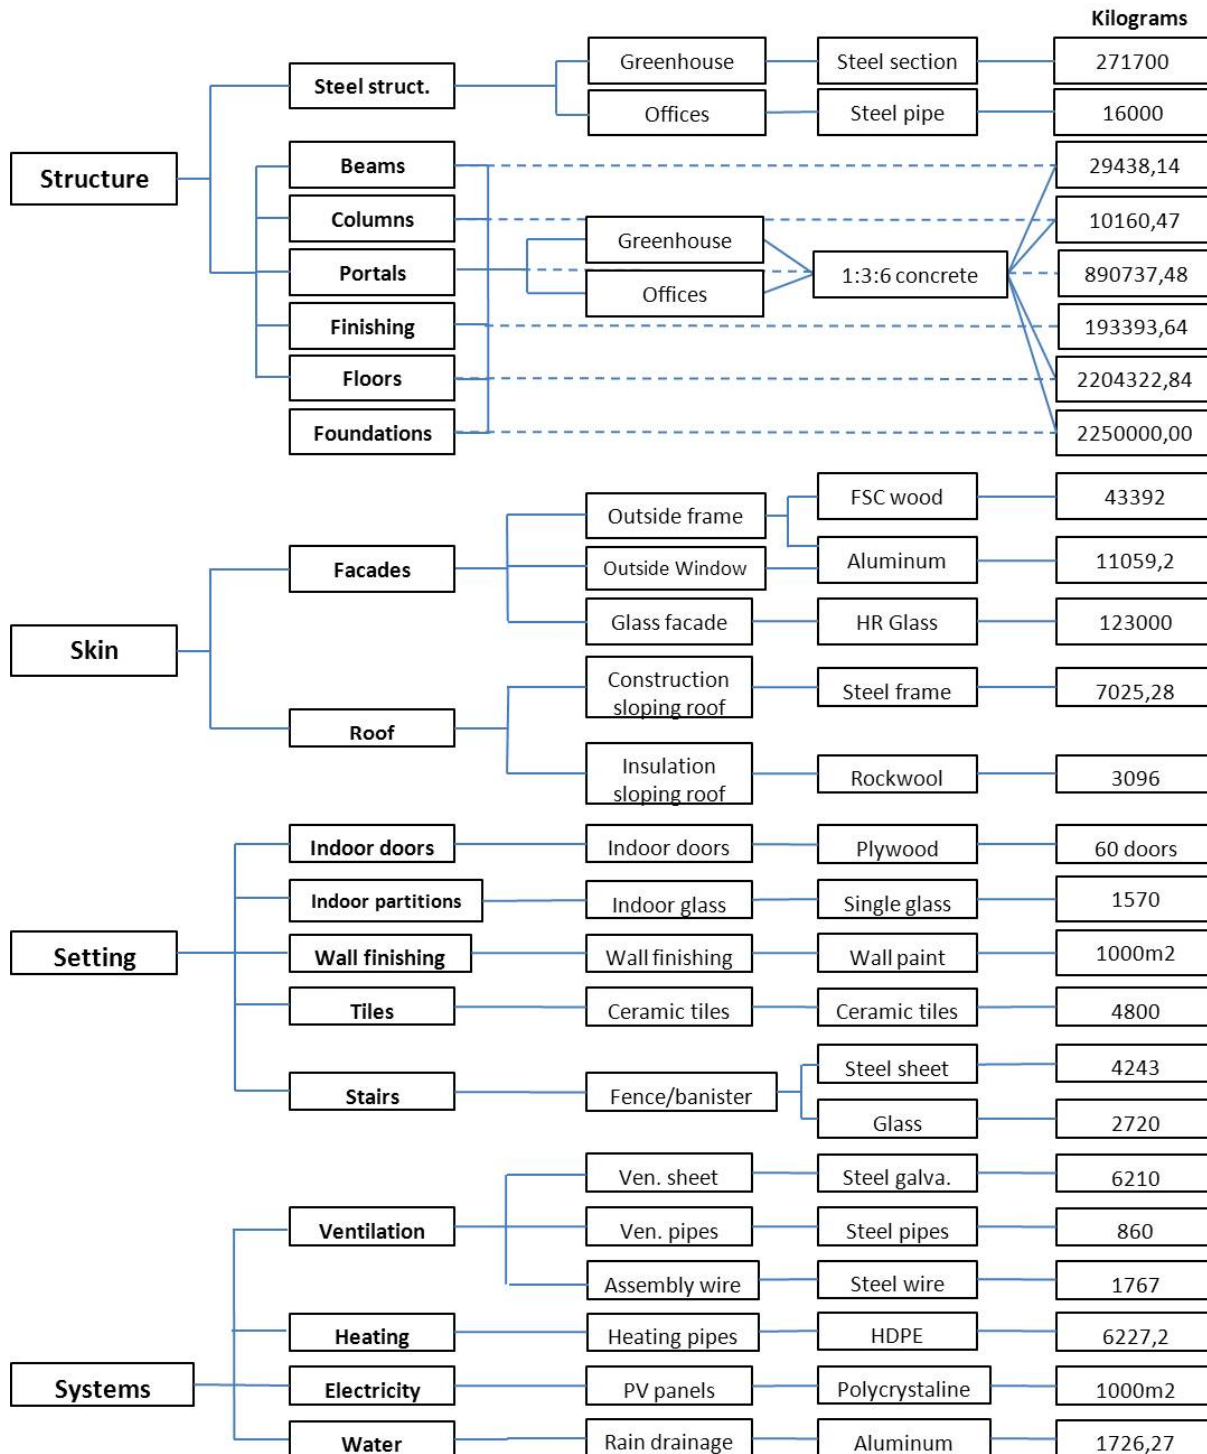 Kilograms
Greenhouse
Steel section
271700
Steel struct.
Offices
Steel pipe
16000
Structure
Beams
29438,14
Columns
10160,47
Greenhouse
Portals
1:3:6 concrete
890737,48
Offices
Finishing
193393,64
Floors
2204322,84
Foundations
2250000,00
FSC wood
43392
Outside frame
Facades
Outside Window
Aluminum
11059,2
Glass facade
HR Glass
123000
Skin
Construction
sloping roof
Steel frame
7025,28
Roof
Insulation
sloping roof
Rockwool
3096
Indoor doors
Indoor doors
Plywood
60 doors
Indoor partitions
Indoor glass
Single glass
1570
Setting
Wall finishing
Wall finishing
Wall paint
1000m2
Tiles
Ceramic tiles
Ceramic tiles
4800
Steel sheet
4243
Stairs
Fence/banister
Glass
2720
Ven. sheet
Steel galva.
6210
Ventilation
Ven. pipes
Steel pipes
860
Assembly wire
Steel wire
1767
Heating
Heating pipes
HDPE
6227,2
Systems
Electricity
PV panels
Polycrystaline
1000m2
Water
Rain drainage
Aluminum
1726,27